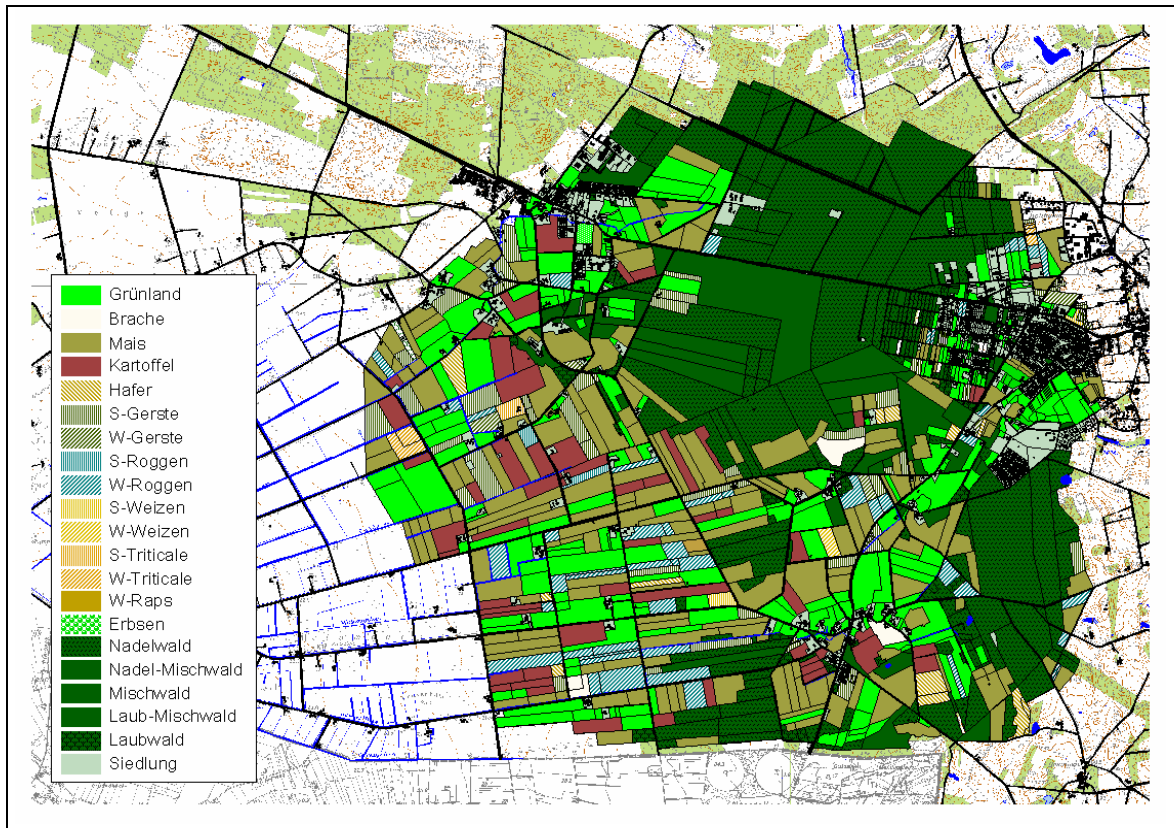 Grünland
Brache
Mais
Kartoffel
Hafer
S-Gerste
W-Gerste
S-Roggen
W-Roggen
S-Weizen
W-Weizen
S-Triticale
W-Triticale
W-Raps
Erbsen
Nadelwald
Nadel-Mischwald
Mischwald
Laub-Mischwald
Laubwald
Siedlung